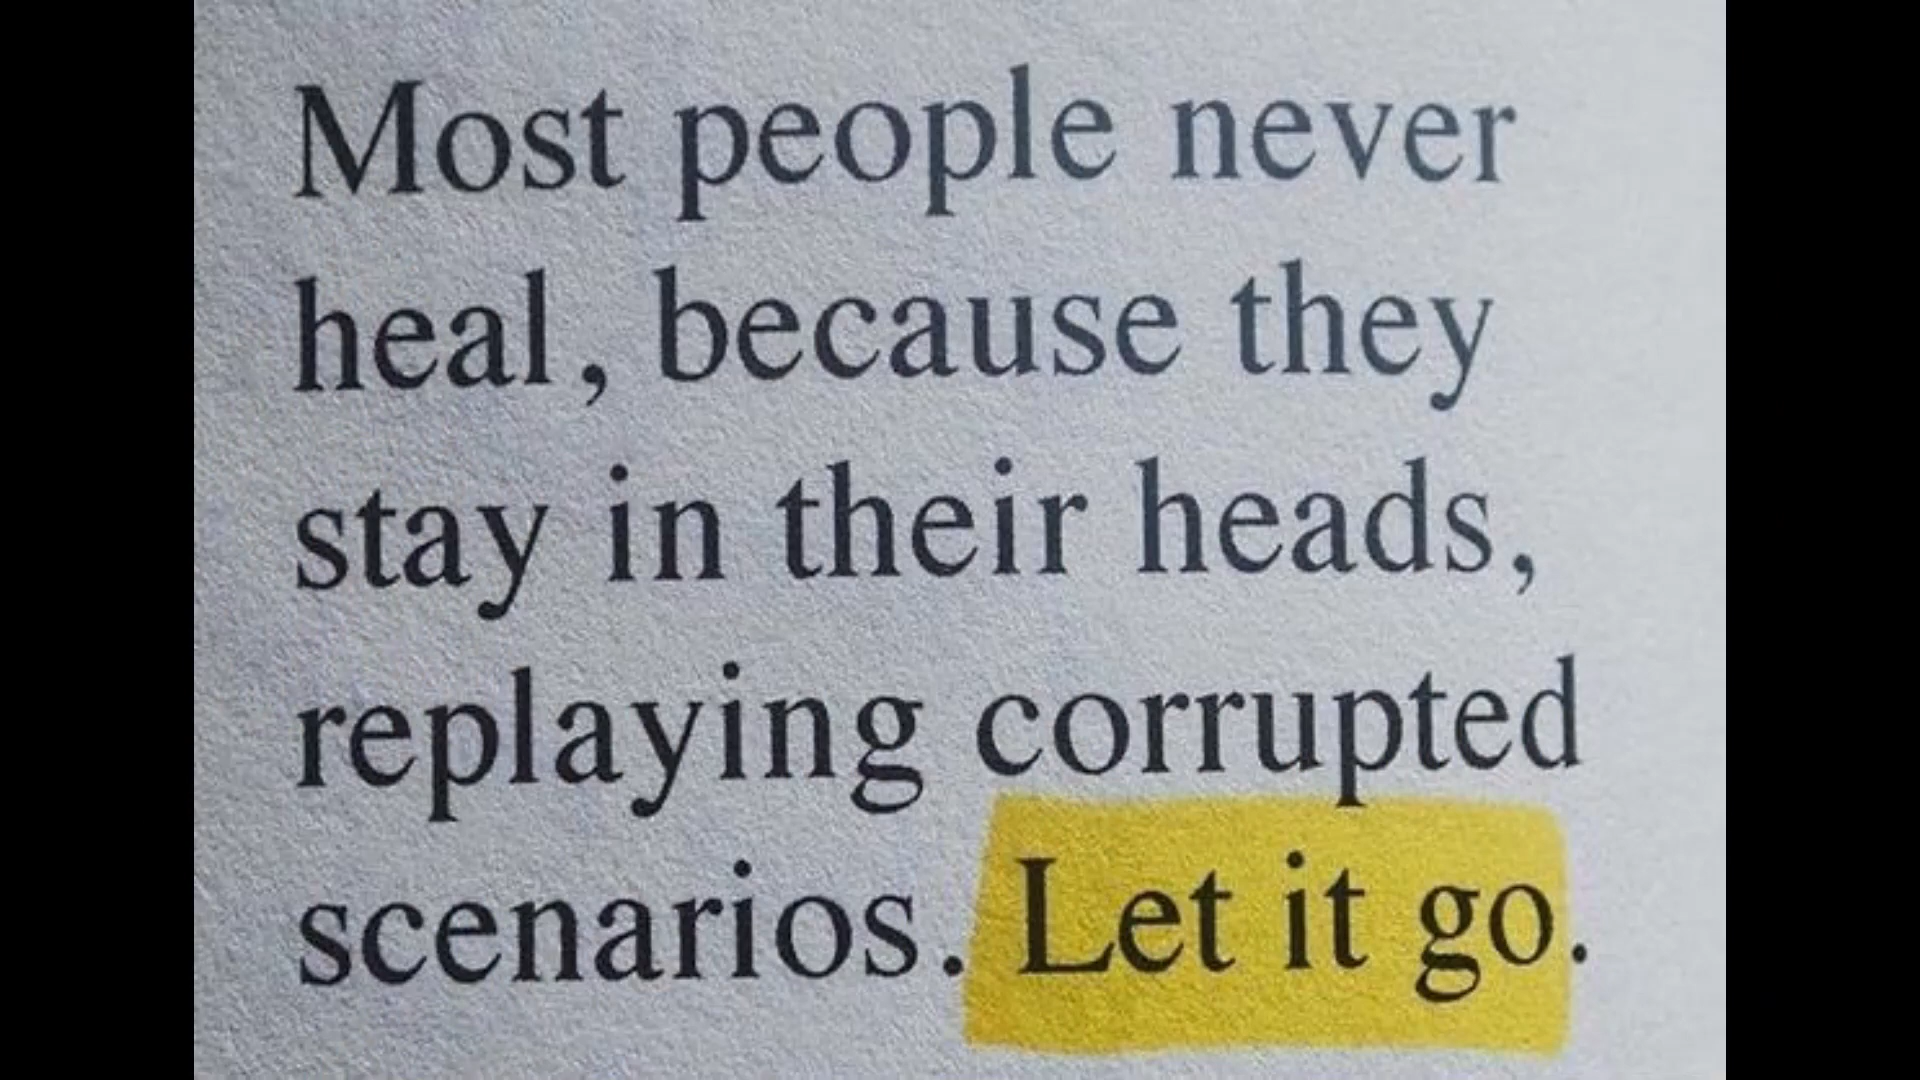 Most people never
heal, because they
stay in their heads,
replaying corrupted
scenarios. Let it go.